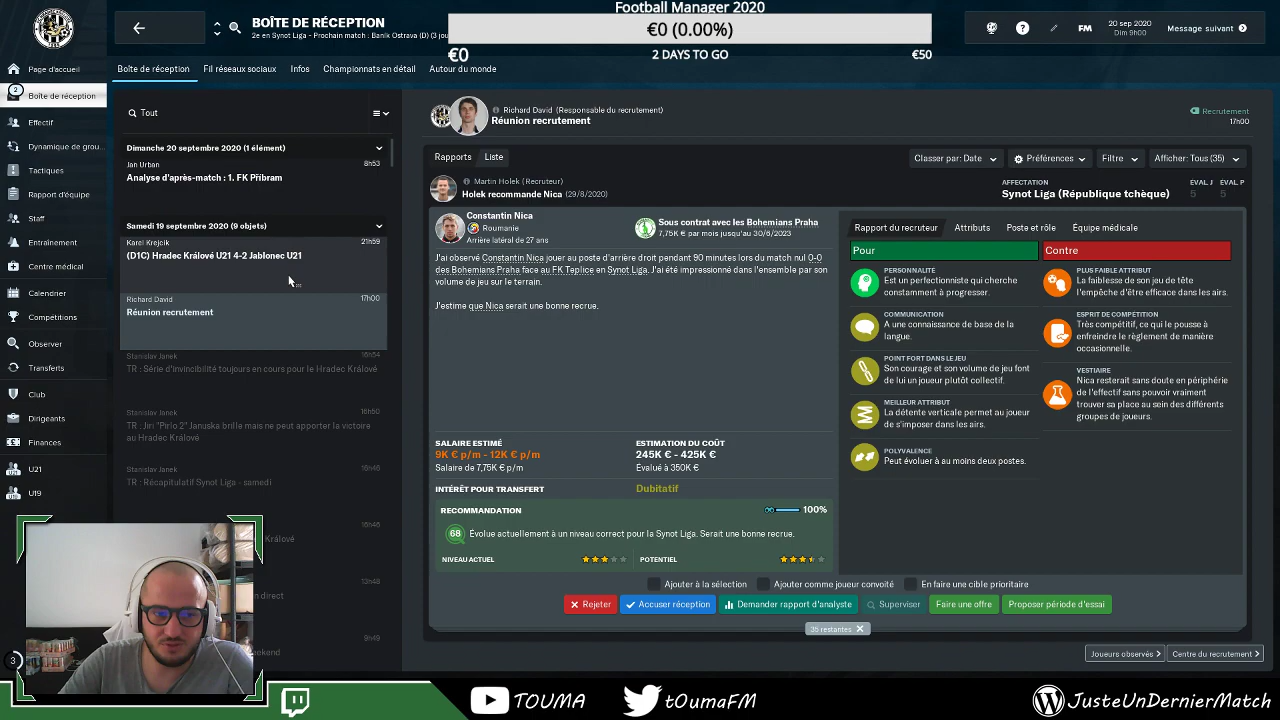 Football Manager 2020
€0 (0.00%)
€0
2 DAYS TO GO
€50
BOÎTE DE RÉCEPTION
2e en Synot Liga - Prochain match : Banik Ostrava (D) (3 jou
20 sep 2020
Dim 9h00
FM
Message suivant
Boîte de réception
Fil réseaux sociaux
Infos
Championnats en détail
Autour du monde
Page d'accueil
2
Boîte de réception
Effectif
Dynamique de grou...
Tactiques
Rapport d'équipe
Staff
Entraînement
Centre médical
Calendrier
Compétitions
Observer
Transferts
Club
Dirigeants
Finances
U21
U19
3
Tout
Dimanche 20 septembre 2020 (1 élément)
Jan Urban
8h53
Analyse d'après-match : 1. FK Příbram
Samedi 19 septembre 2020 (9 objets)
Karel Krejcik
21h59
(D1C) Hradec Králové U21 4-2 Jablonec U21
Richard David
17h00
Réunion recrutement
Stanislav Janek
16h54
TR : Série d'invincibilité toujours en cours pour le Hradec Králové
Stanislav Janek
16h50
TR : Jiri "Pirlo 2" Januska brille mais ne peut apporter la victoire
au Hradec Králové
Stanislav Janek
16h48
TR : Récapitulatif Synot Liga - samedi
16h46
Králové
13h48
en direct
9h49
eekend
Richard David (Responsable du recrutement)
Réunion recrutement
Recrutement
17h00
Rapports
Liste
Classer par: Date
Préférences
Filtre
Afficher: Tous (35)
Martin Holek (Recruteur)
Holek recommande Nica (29/8/2020)
AFFECTATION
Synot Liga (République tchèque)
ÉVAL J
5
ÉVAL P
5
Constantin Nica
Roumanie
Arrière latéral de 27 ans
Sous contrat avec les Bohemians Praha
7,75K € par mois jusqu'au 30/6/2023
J'ai observé Constantin Nica jouer au poste d'arrière droit pendant 90 minutes lors du match nul 0-0
des Bohemians Praha face au FK Teplice en Synot Liga. J'ai été impressionné dans l'ensemble par son
volume de jeu sur le terrain.
J'estime que Nica serait une bonne recrue.
SALAIRE ESTIMÉ
9K € p/m - 12K € p/m
Salaire de 7,75K € p/m
ESTIMATION DU COÛT
245K € - 425K €
Évalué à 350K €
INTÉRÊT POUR TRANSFERT
Dubitatif
RECOMMANDATION
100%
68
Évolue actuellement à un niveau correct pour la Synot Liga. Serait une bonne recrue.
NIVEAU ACTUEL
POTENTIEL
Rapport du recruteur
Attributs
Poste et rôle
Équipe médicale
Pour
Contre
PERSONNALITÉ
Est un perfectionniste qui cherche
constamment à progresser.
COMMUNICATION
A une connaissance de base de la
langue.
POINT FORT DANS LE JEU
Son courage et son volume de jeu font
de lui un joueur plutôt collectif.
MEILLEUR ATTRIBUT
La détente verticale permet au joueur
de s'imposer dans les airs.
POLYVALENCE
Peut évoluer à au moins deux postes.
PLUS FAIBLE ATTRIBUT
La faiblesse de son jeu de tête
l'empêche d'être efficace dans les airs.
ESPRIT DE COMPÉTITION
Très compétitif, ce qui le pousse à
enfreindre le règlement de manière
occasionnelle.
VESTIAIRE
Nica resterait sans doute en périphérie
de l'effectif sans pouvoir vraiment
trouver sa place au sein des différents
groupes de joueurs.
Ajouter à la sélection
Ajouter comme joueur convoité
En faire une cible prioritaire
Rejeter
Accuser réception
Demander rapport d'analyste
Superviser
Faire une offre
Proposer période d'essai
35 restantes
Joueurs observés
Centre du recrutement
TOUMA
tOumaFM
JusteUnDernierMatch